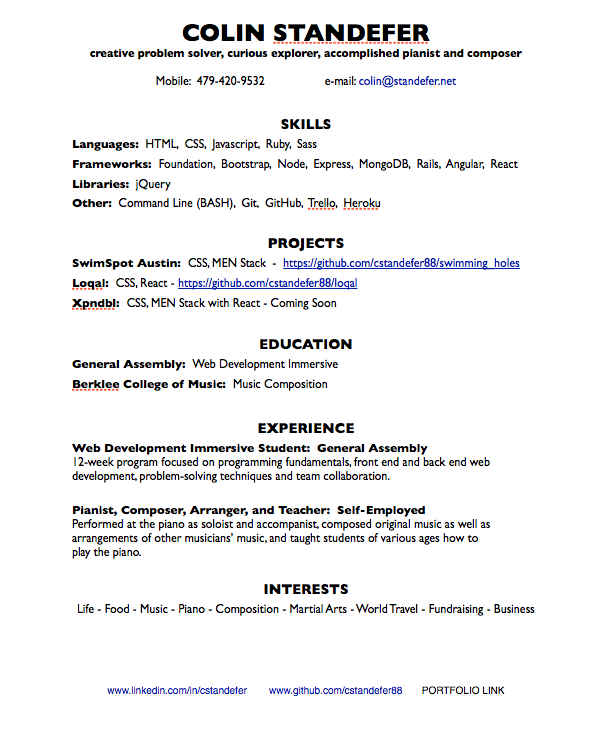 COLIN STANDEFER
creative problem solver, curious explorer, accomplished pianist and composer
Mobile: 479-420-9532 e-mail: colin@standefer.net
SKILLS
Languages: HTML, CSS, Javascript, Ruby, Sass
Frameworks: Foundation, Bootstrap, Node, Express, MongoDB, Rails, Angular, React
Libraries: jQuery
Other: Command Line (BASH), Git, GitHub, Trello, Heroku
PROJECTS
SwimSpot Austin: CSS, MEN Stack - https://github.com/cstandefer88/swimming_holes
Loqal: CSS, React - https://github.com/cstandefer88/loqal
Xpndbl: CSS, MEN Stack with React - Coming Soon
EDUCATION
General Assembly: Web Development Immersive
Berklee College of Music: Music Composition
EXPERIENCE
Web Development Immersive Student: General Assembly
12-week program focused on programming fundamentals, front end and back end web
development, problem-solving techniques and team collaboration.
Pianist, Composer, Arranger, and Teacher: Self-Employed
Performed at the piano as soloist and accompanist, composed original music as well as
arrangements of other musicians' music, and taught students of various ages how to
play the piano.
INTERESTS
Life - Food - Music - Piano - Composition - Martial Arts - World Travel - Fundraising - Business
www.linkedin.com/in/cstandefer www.github.com/cstandefer88 PORTFOLIO LINK